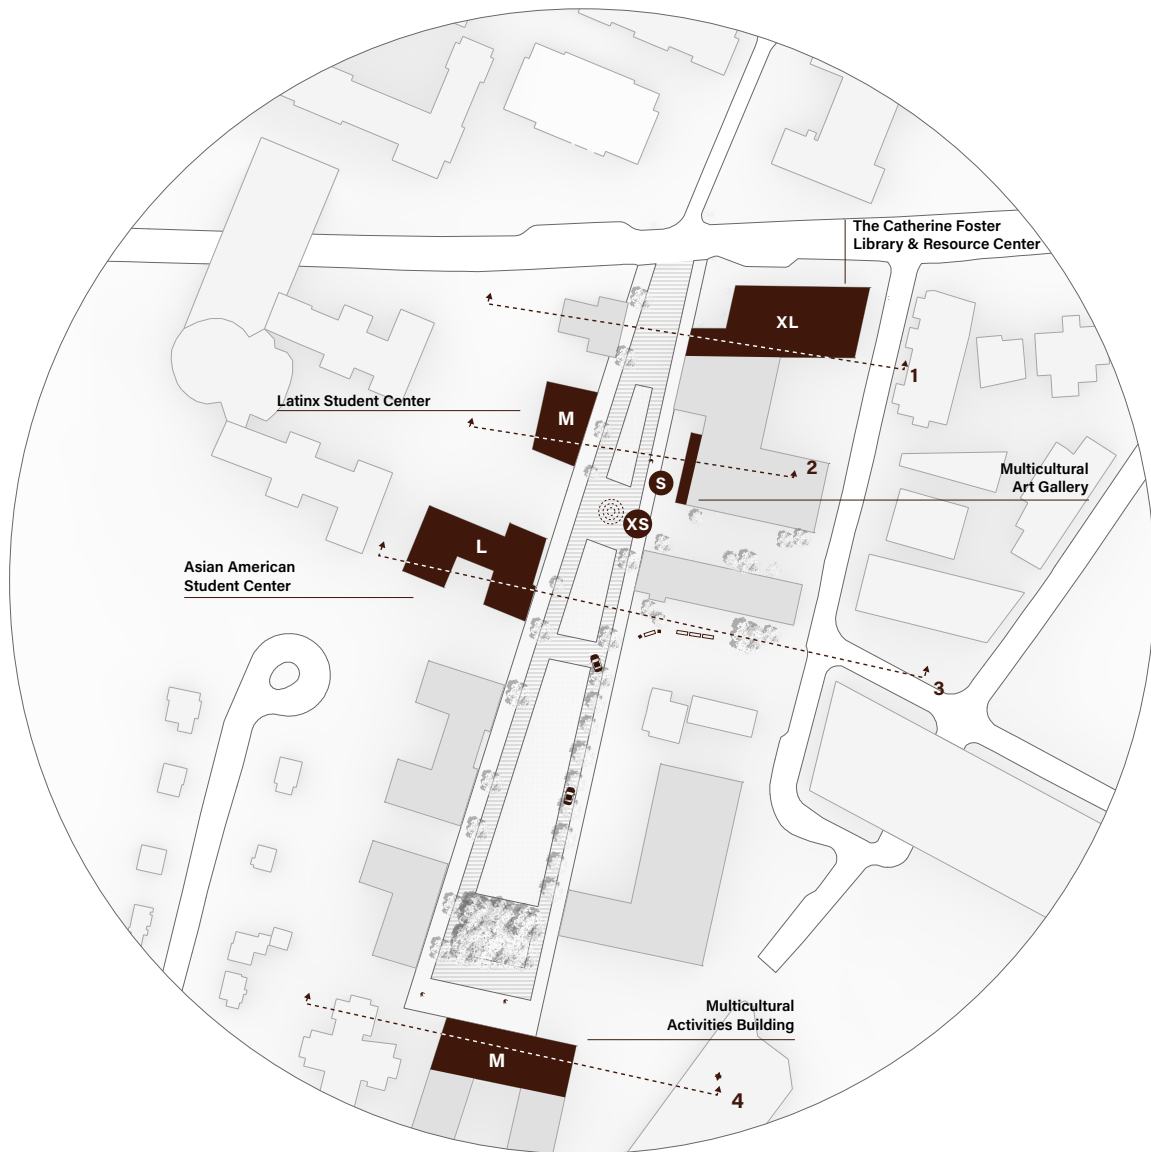 The Catherine Foster
Library & Resource Center
XL
1
Latinx Student Center
M
2
Multicultural
Art Gallery
S
XS
L
Asian American
Student Center
3
Multicultural
Activities Building
M
4